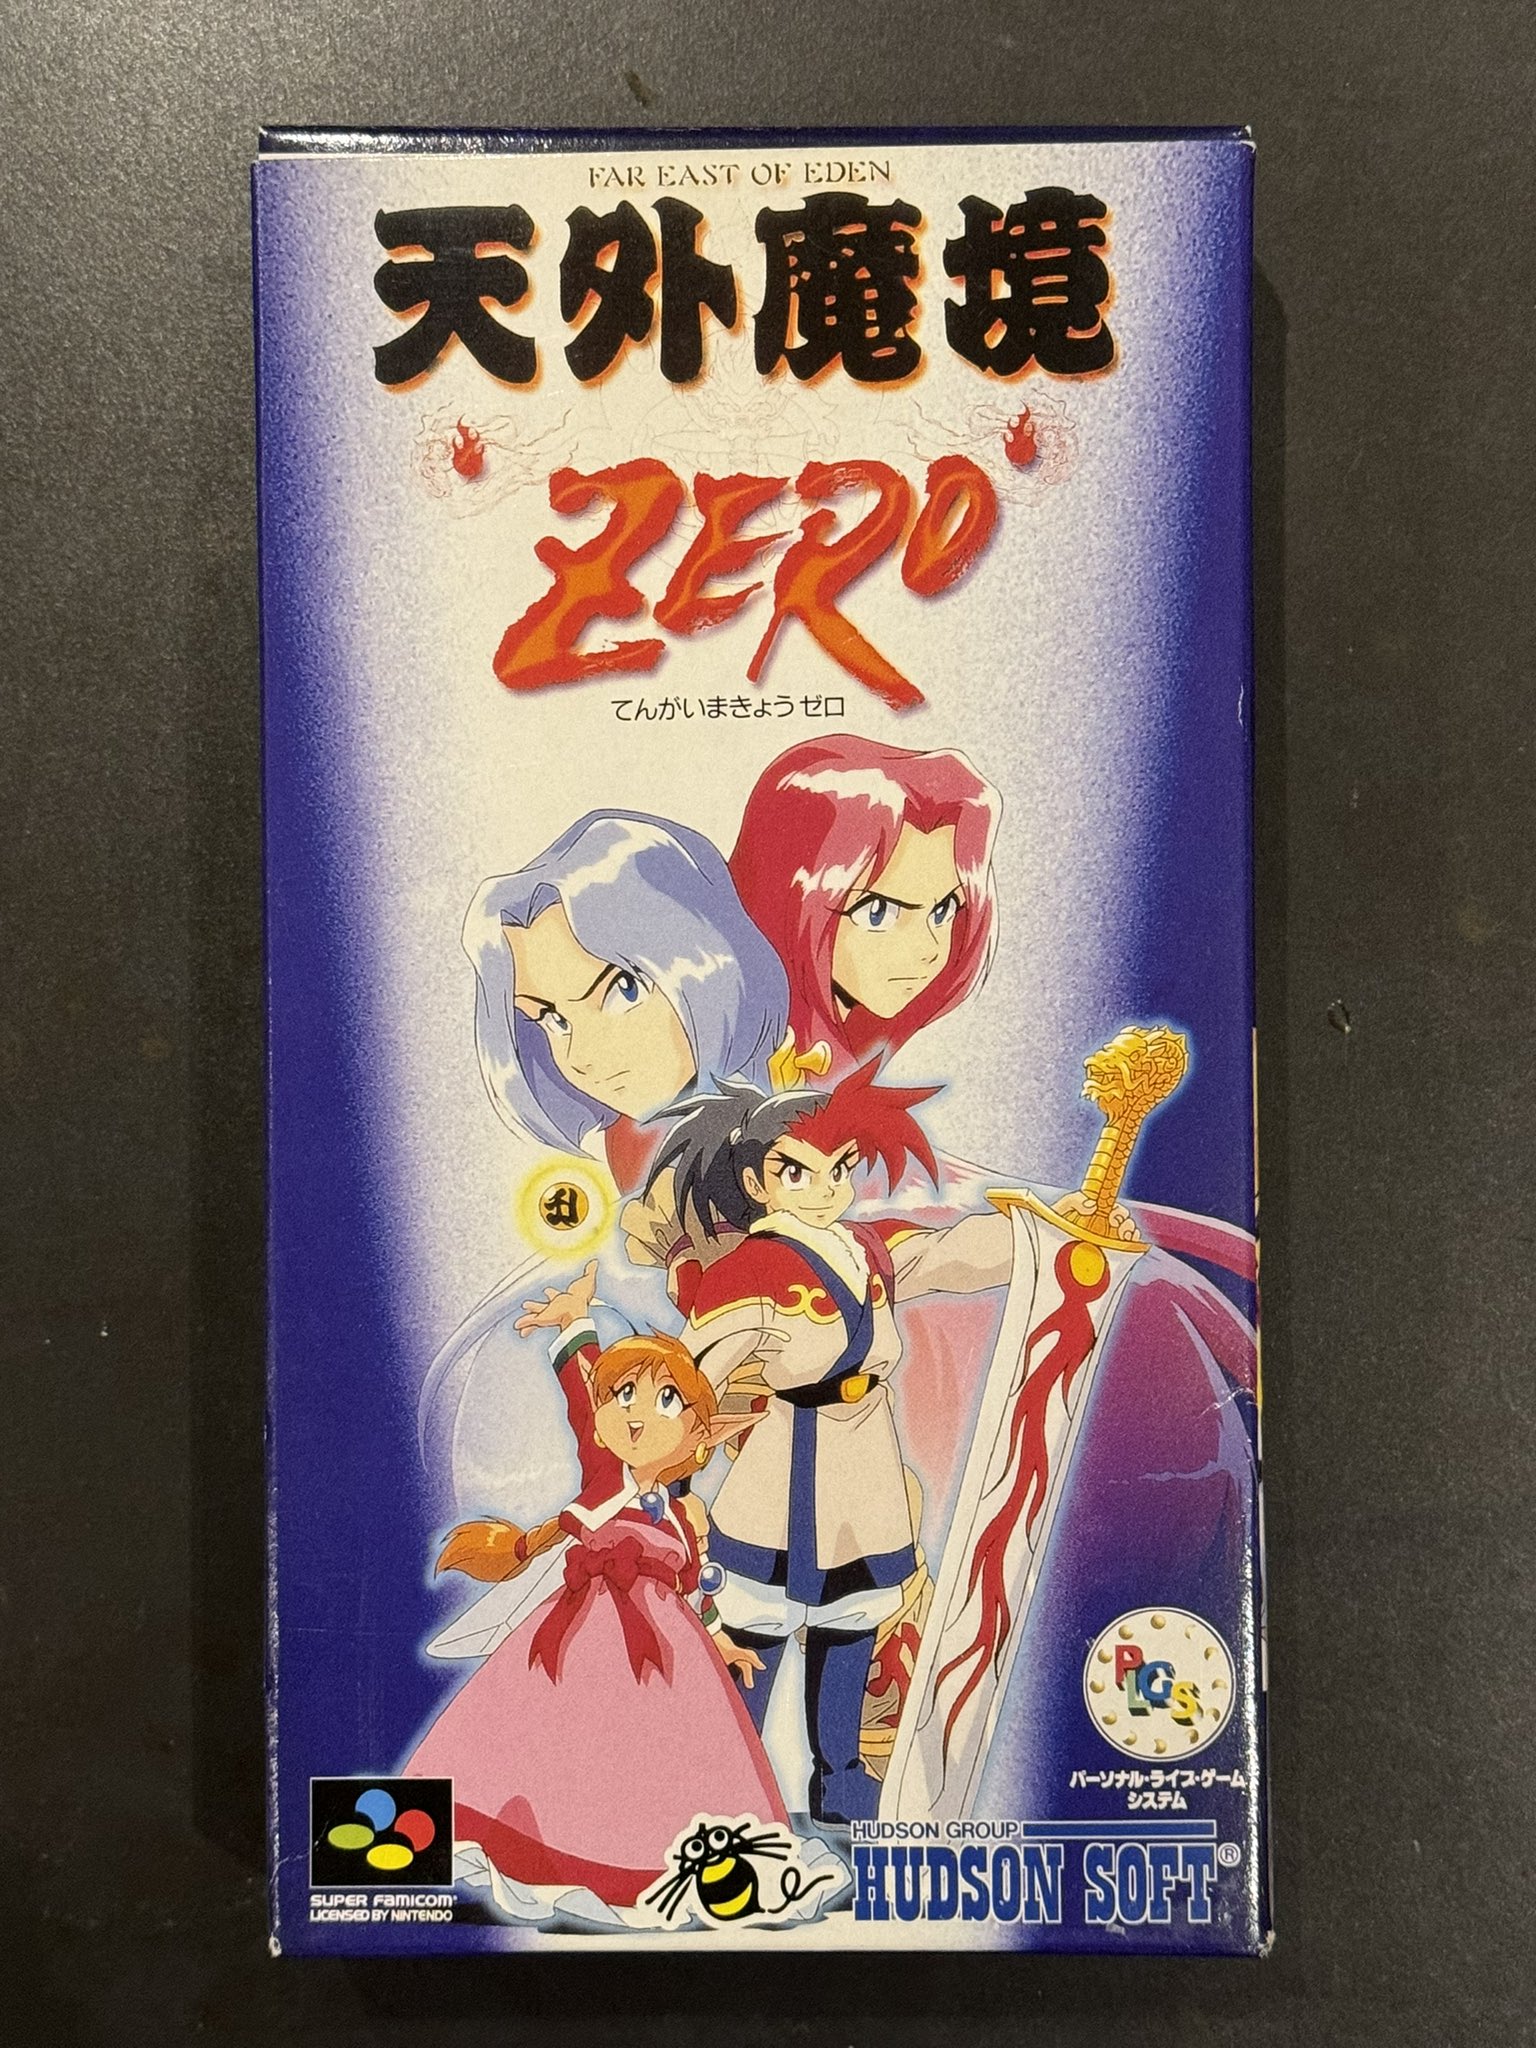 FAR EAST OF EDEN
天外魔境
ZERO
てんがいまきょうゼロ
卍
PLGS
パーソナル・ライブ・ゲーム
システム
HUDSON GROUP
HUDSON SOFT®
SUPER FAMICOM
LICENSED BY NINTENDO